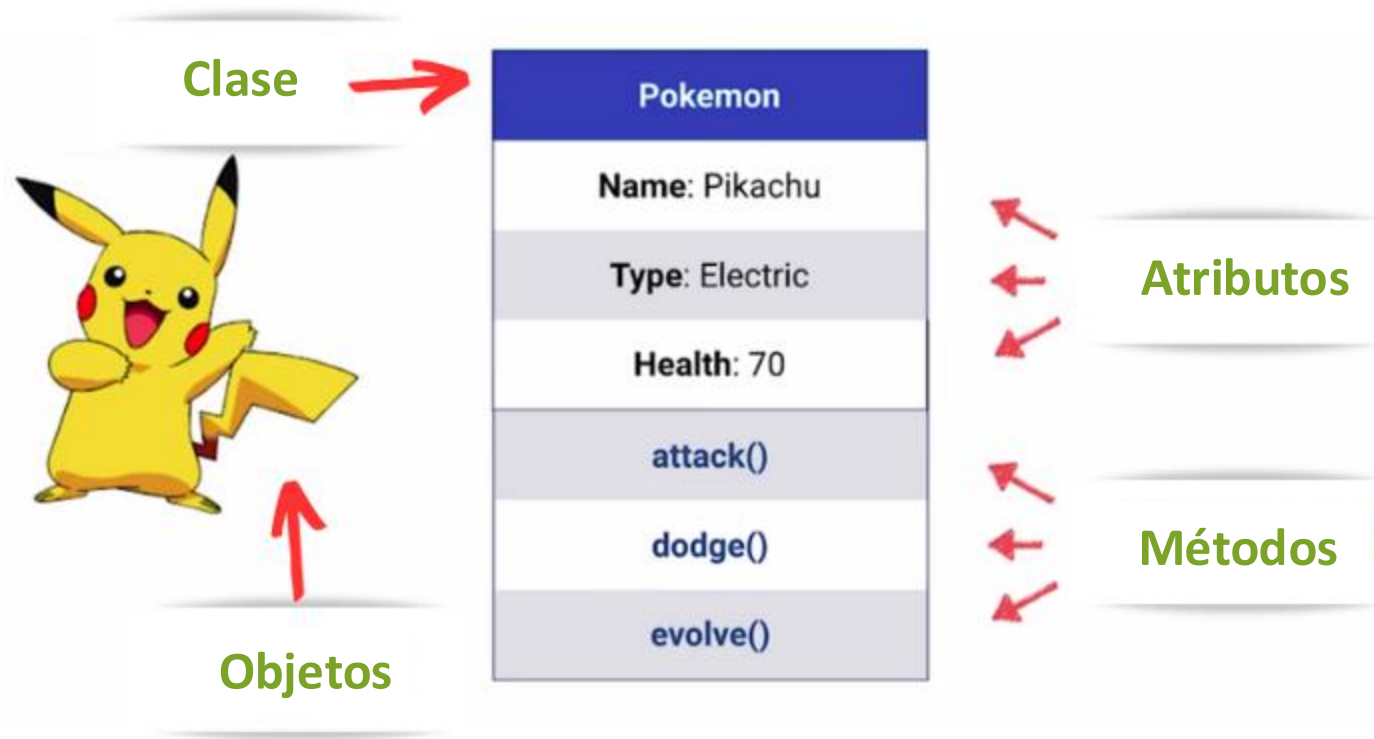 Clase
Pokemon
Name: Pikachu
Type: Electric
Health: 70
Atributos
attack()
dodge()
evolve()
Métodos
Objetos